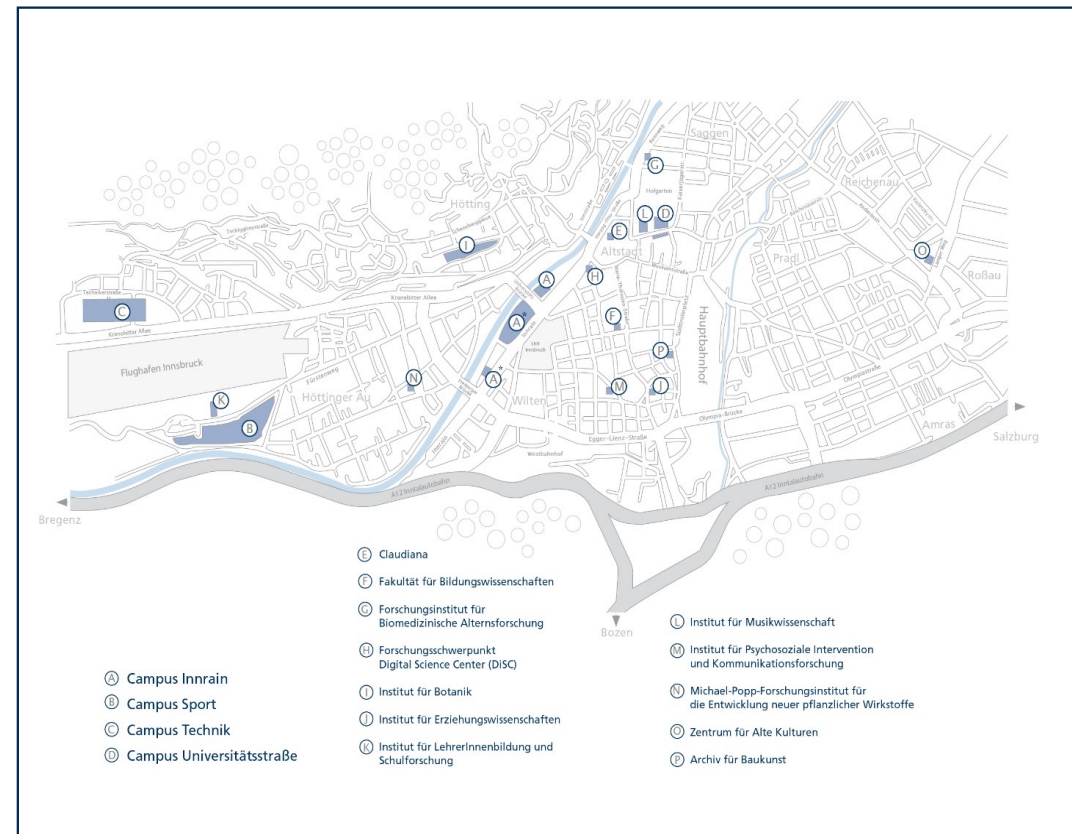 Saggen
Reichenau
Hofgarten
G
Hötting
L
D
E
I
Altstadt
O
Pradl
Roßau
H
A
Technikerstraße
C
Kranebitter Allee
Kranebitter Allee
A*
F
Hauptbahnhof
P
Flughafen Innsbruck
Fürstenweg
N
A*
M
J
Olympiastraße
K
Höttinger Au
Wilten
Olympia-Brücke
B
Egger-Lienz-Straße
Amras
Salzburg
Westbahnhof
A12 Inntalautobahn
A12 Inntalautobahn
Bregenz
Bozen
A Campus Innrain
B Campus Sport
C Campus Technik
D Campus Universitätsstraße
E Claudiana
F Fakultät für Bildungswissenschaften
G Forschungsinstitut für
Biomedizinische Alternsforschung
H Forschungsschwerpunkt
Digital Science Center (DiSC)
I Institut für Botanik
J Institut für Erziehungswissenschaften
K Institut für LehrerInnenbildung und
Schulforschung
L Institut für Musikwissenschaft
M Institut für Psychosoziale Intervention
und Kommunikationsforschung
N Michael-Popp-Forschungsinstitut für
die Entwicklung neuer pflanzlicher Wirkstoffe
O Zentrum für Alte Kulturen
P Archiv für Baukunst